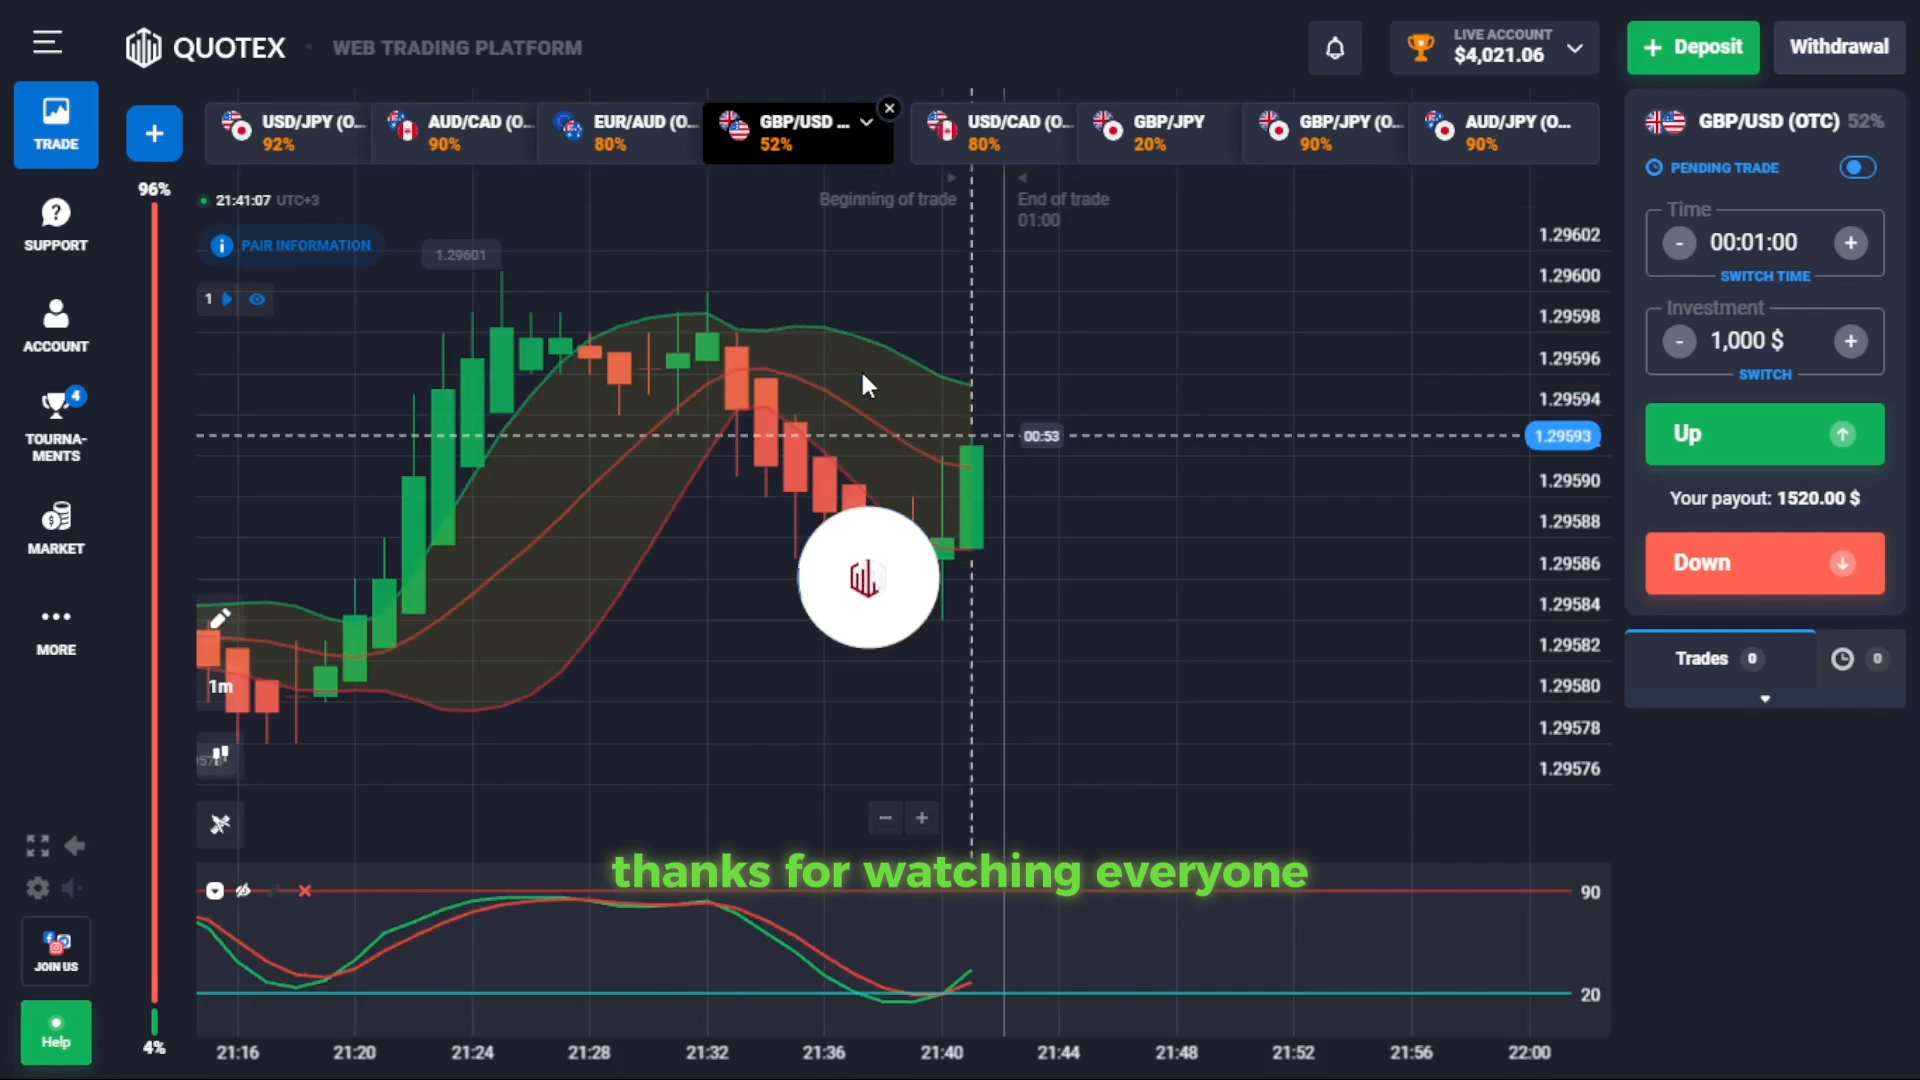 QUOTEX
WEB TRADING PLATFORM
LIVE ACCOUNT
$4,021.06
+ Deposit
Withdrawal
TRADE
SUPPORT
ACCOUNT
4
TOURNA-
MENTS
MARKET
MORE
JOIN US
Help
+
USD/JPY (O...
92%
AUD/CAD (O...
90%
EUR/AUD (O...
80%
GBP/USD ...
52%
USD/CAD (O...
80%
GBP/JPY
20%
GBP/JPY (O...
90%
AUD/JPY (O...
90%
96%
4%
21:41:07 UTC+3
PAIR INFORMATION
1
1.29601
Beginning of trade
End of trade
01:00
00:53
1m
1.29602
1.29600
1.29598
1.29596
1.29594
1.29593
1.29590
1.29588
1.29586
1.29584
1.29582
1.29580
1.29578
1.29576
- +
thanks for watching everyone
90
20
21:16
21:20
21:24
21:28
21:32
21:36
21:40
21:44
21:48
21:52
21:56
22:00
GBP/USD (OTC) 52%
PENDING TRADE
Time
- 00:01:00 +
SWITCH TIME
Investment
- 1,000 $ +
SWITCH
Up
Your payout: 1520.00 $
Down
Trades 0
0